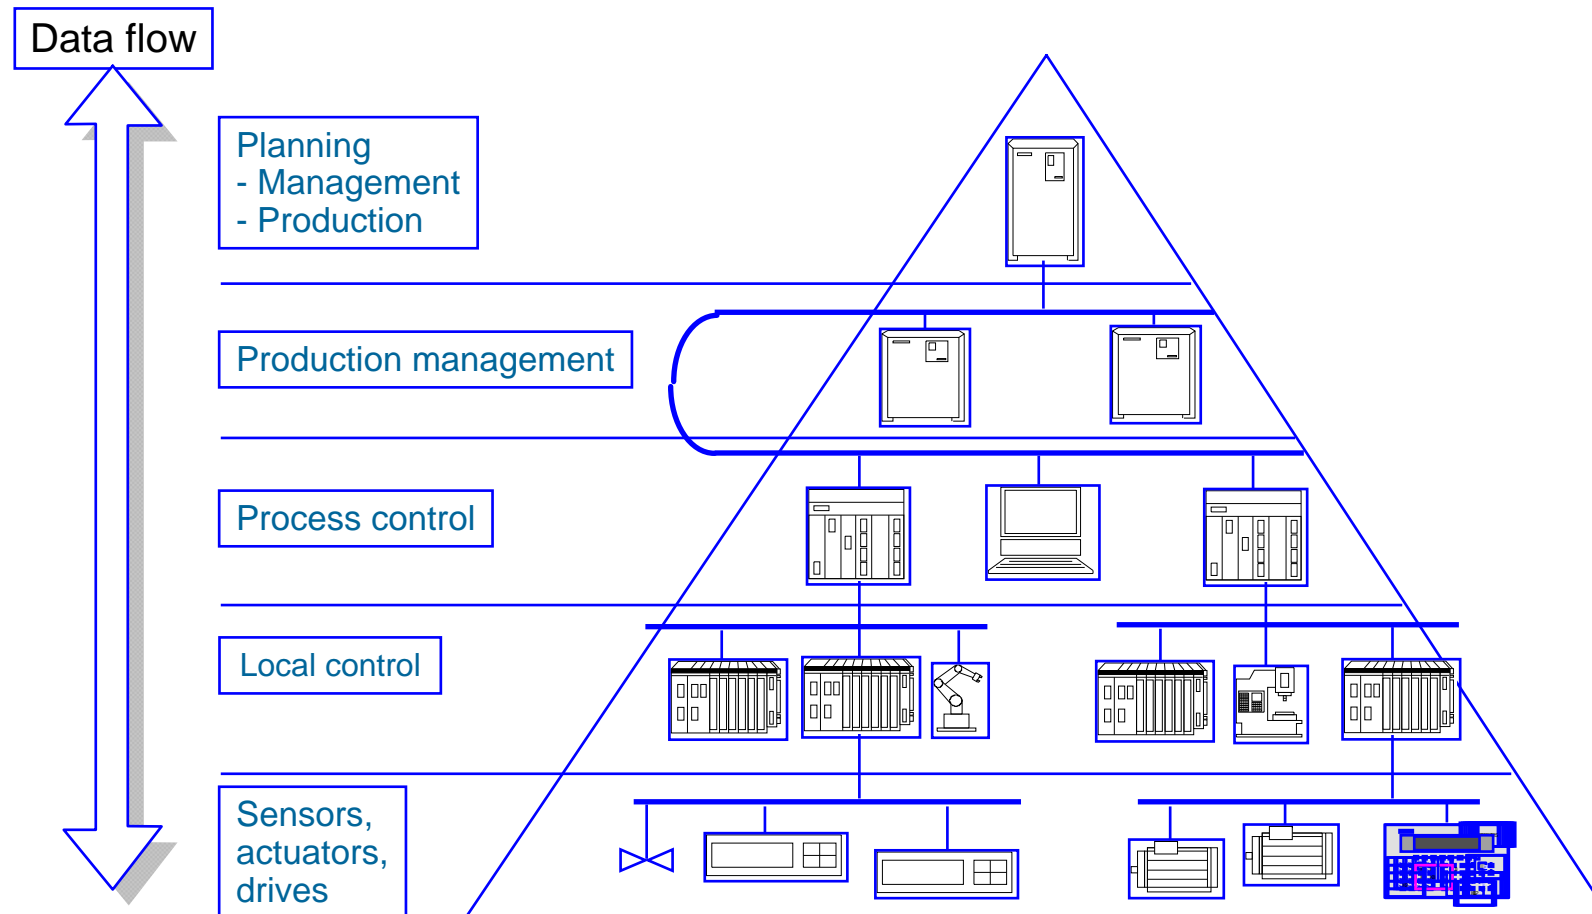 Data flow
Planning
- Management
- Production
Production management
Process control
Local control
Sensors,
actuators,
drives